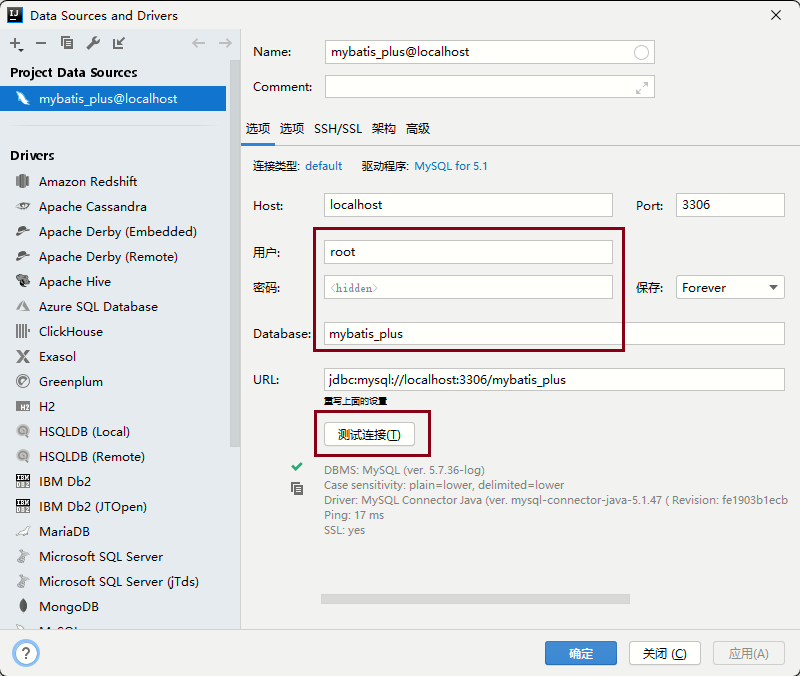 Data Sources and Drivers
Project Data Sources
mybatis_plus@localhost
Drivers
Amazon Redshift
Apache Cassandra
Apache Derby (Embedded)
Apache Derby (Remote)
Apache Hive
Azure SQL Database
ClickHouse
Exasol
Greenplum
H2
HSQLDB (Local)
HSQLDB (Remote)
IBM Db2
IBM Db2 (JTOpen)
MariaDB
Microsoft SQL Server
Microsoft SQL Server (jTds)
MongoDB
Name: mybatis_plus@localhost
Comment:
选项 选项 SSH/SSL 架构 高级
连接类型: default 驱动程序: MySQL for 5.1
Host: localhost Port: 3306
用户: root
密码: <hidden> 保存: Forever
Database: mybatis_plus
URL: jdbc:mysql://localhost:3306/mybatis_plus
重写上面的设置
测试连接(T)
DBMS: MySQL (ver. 5.7.36-log)
Case sensitivity: plain=lower, delimited=lower
Driver: MySQL Connector Java (ver. mysql-connector-java-5.1.47 ( Revision: fe1903b1ecb
Ping: 17 ms
SSL: yes
? 确定 关闭 (C) 应用(A)